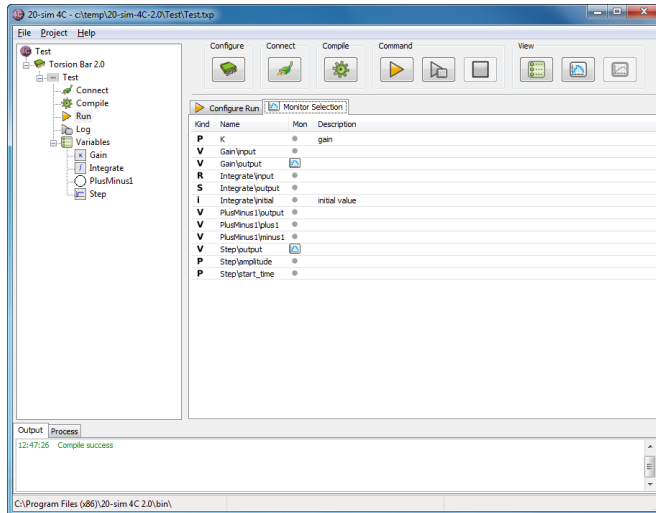 20-sim 4C - c:\temp\20-sim-4C-2.0\Test\Test.txp
File Project Help
Test
Torsion Bar 2.0
Test
Connect
Compile
Run
Log
Variables
K Gain
Integrate
PlusMinus1
Step
Configure Connect Compile Command View
Configure Run Monitor Selection
Kind Name Mon Description
P K gain
V Gain\input
V Gain\output
R Integrate\input
S Integrate\output
i Integrate\initial initial value
V PlusMinus1\output
V PlusMinus1\plus1
V PlusMinus1\minus1
V Step\output
P Step\amplitude
P Step\start_time
Output Process
12:47:26 Compile success
C:\Program Files (x86)\20-sim 4C 2.0\bin\